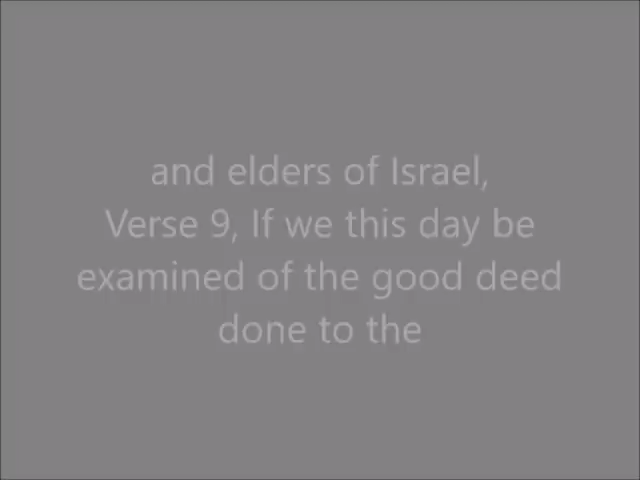 and elders of Israel,
Verse 9, If we this day be
examined of the good deed
done to the